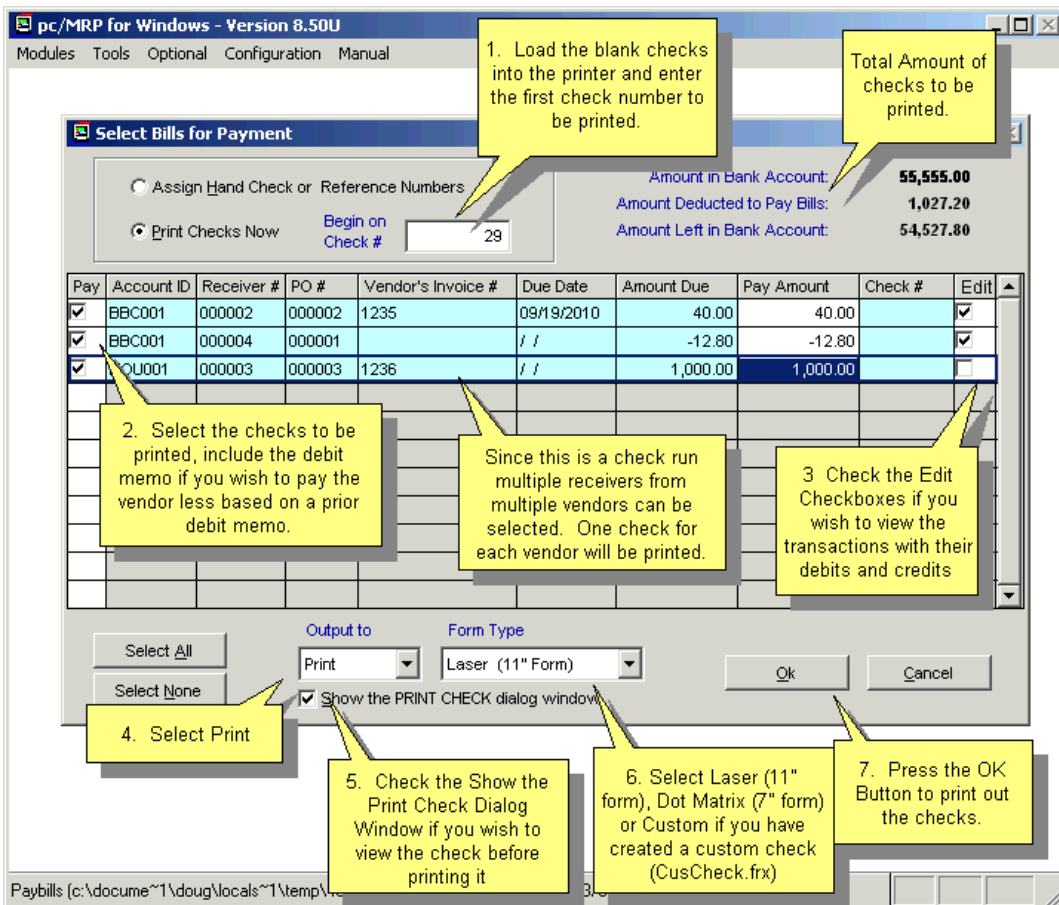 pc/MRP for Windows - Version 8.50U
Modules Tools Optional Configuration Manual
1. Load the blank checks
into the printer and enter
the first check number to
be printed.
Total Amount of
checks to be
printed.
Select Bills for Payment
Assign Hand Check or Reference Numbers
Print Checks Now
Begin on
Check #
29
Amount in Bank Account: 55,555.00
Amount Deducted to Pay Bills: 1,027.20
Amount Left in Bank Account: 54,527.80
Pay Account ID Receiver # PO # Vendor's Invoice # Due Date Amount Due Pay Amount Check # Edit
BBC001 000002 000002 1235 09/19/2010 40.00 40.00
BBC001 000004 000001 / / -12.80 -12.80
OU001 000003 000003 1236 / / 1,000.00 1,000.00
2. Select the checks to be
printed, include the debit
memo if you wish to pay the
vendor less based on a prior
debit memo.
Since this is a check run
multiple receivers from
multiple vendors can be
selected. One check for
each vendor will be printed.
3 Check the Edit
Checkboxes if you
wish to view the
transactions with their
debits and credits
Select All
Select None
Output to
Print
Form Type
Laser (11" Form)
Ok
Cancel
Show the PRINT CHECK dialog window
4. Select Print
5. Check the Show the
Print Check Dialog
Window if you wish to
view the check before
printing it
6. Select Laser (11"
form), Dot Matrix (7" form)
or Custom if you have
created a custom check
(CusCheck.frx)
7. Press the OK
Button to print out
the checks.
Paybills (c:\docume~1\doug\locals~1\temp\